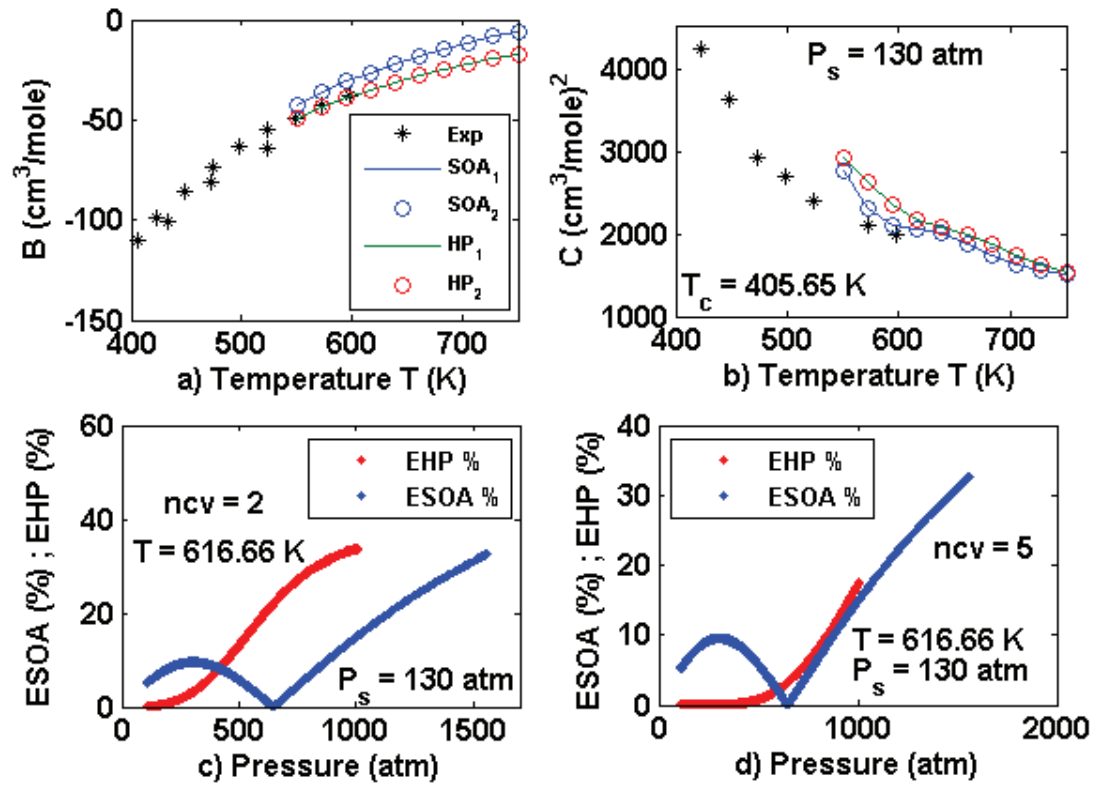 0
-50
-100
-150
B (cm³/mole)
Exp
SOA₁
SOA₂
HP₁
HP₂
400 500 600 700
a) Temperature T (K)
4000
3000
2000
1000
C (cm³/mole)²
Pₛ = 130 atm
T_c = 405.65 K
400 500 600 700
b) Temperature T (K)
60
40
20
0
ESOA (%) ; EHP (%)
EHP %
ESOA %
ncv = 2
T = 616.66 K
Pₛ = 130 atm
0 500 1000 1500
c) Pressure (atm)
40
30
20
10
0
ESOA (%) ; EHP (%)
EHP %
ESOA %
ncv = 5
T = 616.66 K
Pₛ = 130 atm
0 1000 2000
d) Pressure (atm)